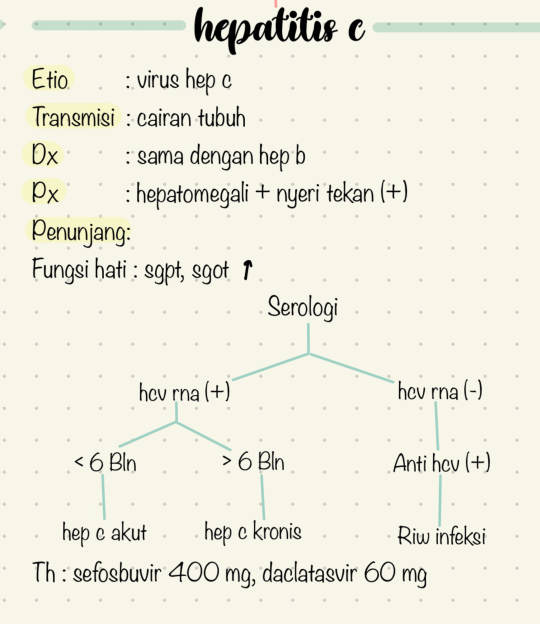 hepatitis c
Etio : virus hep c
Transmisi : cairan tubuh
Dx : sama dengan hep b
Px : hepatomegali + nyeri tekan (+)
Penunjang:
Fungsi hati : sgpt, sgot ↑
Serologi
hcv rna (+) hcv rna (-)
< 6 Bln > 6 Bln Anti hcv (+)
hep c akut hep c kronis Riw infeksi
Th : sefosbuvir 400 mg, daclatasvir 60 mg